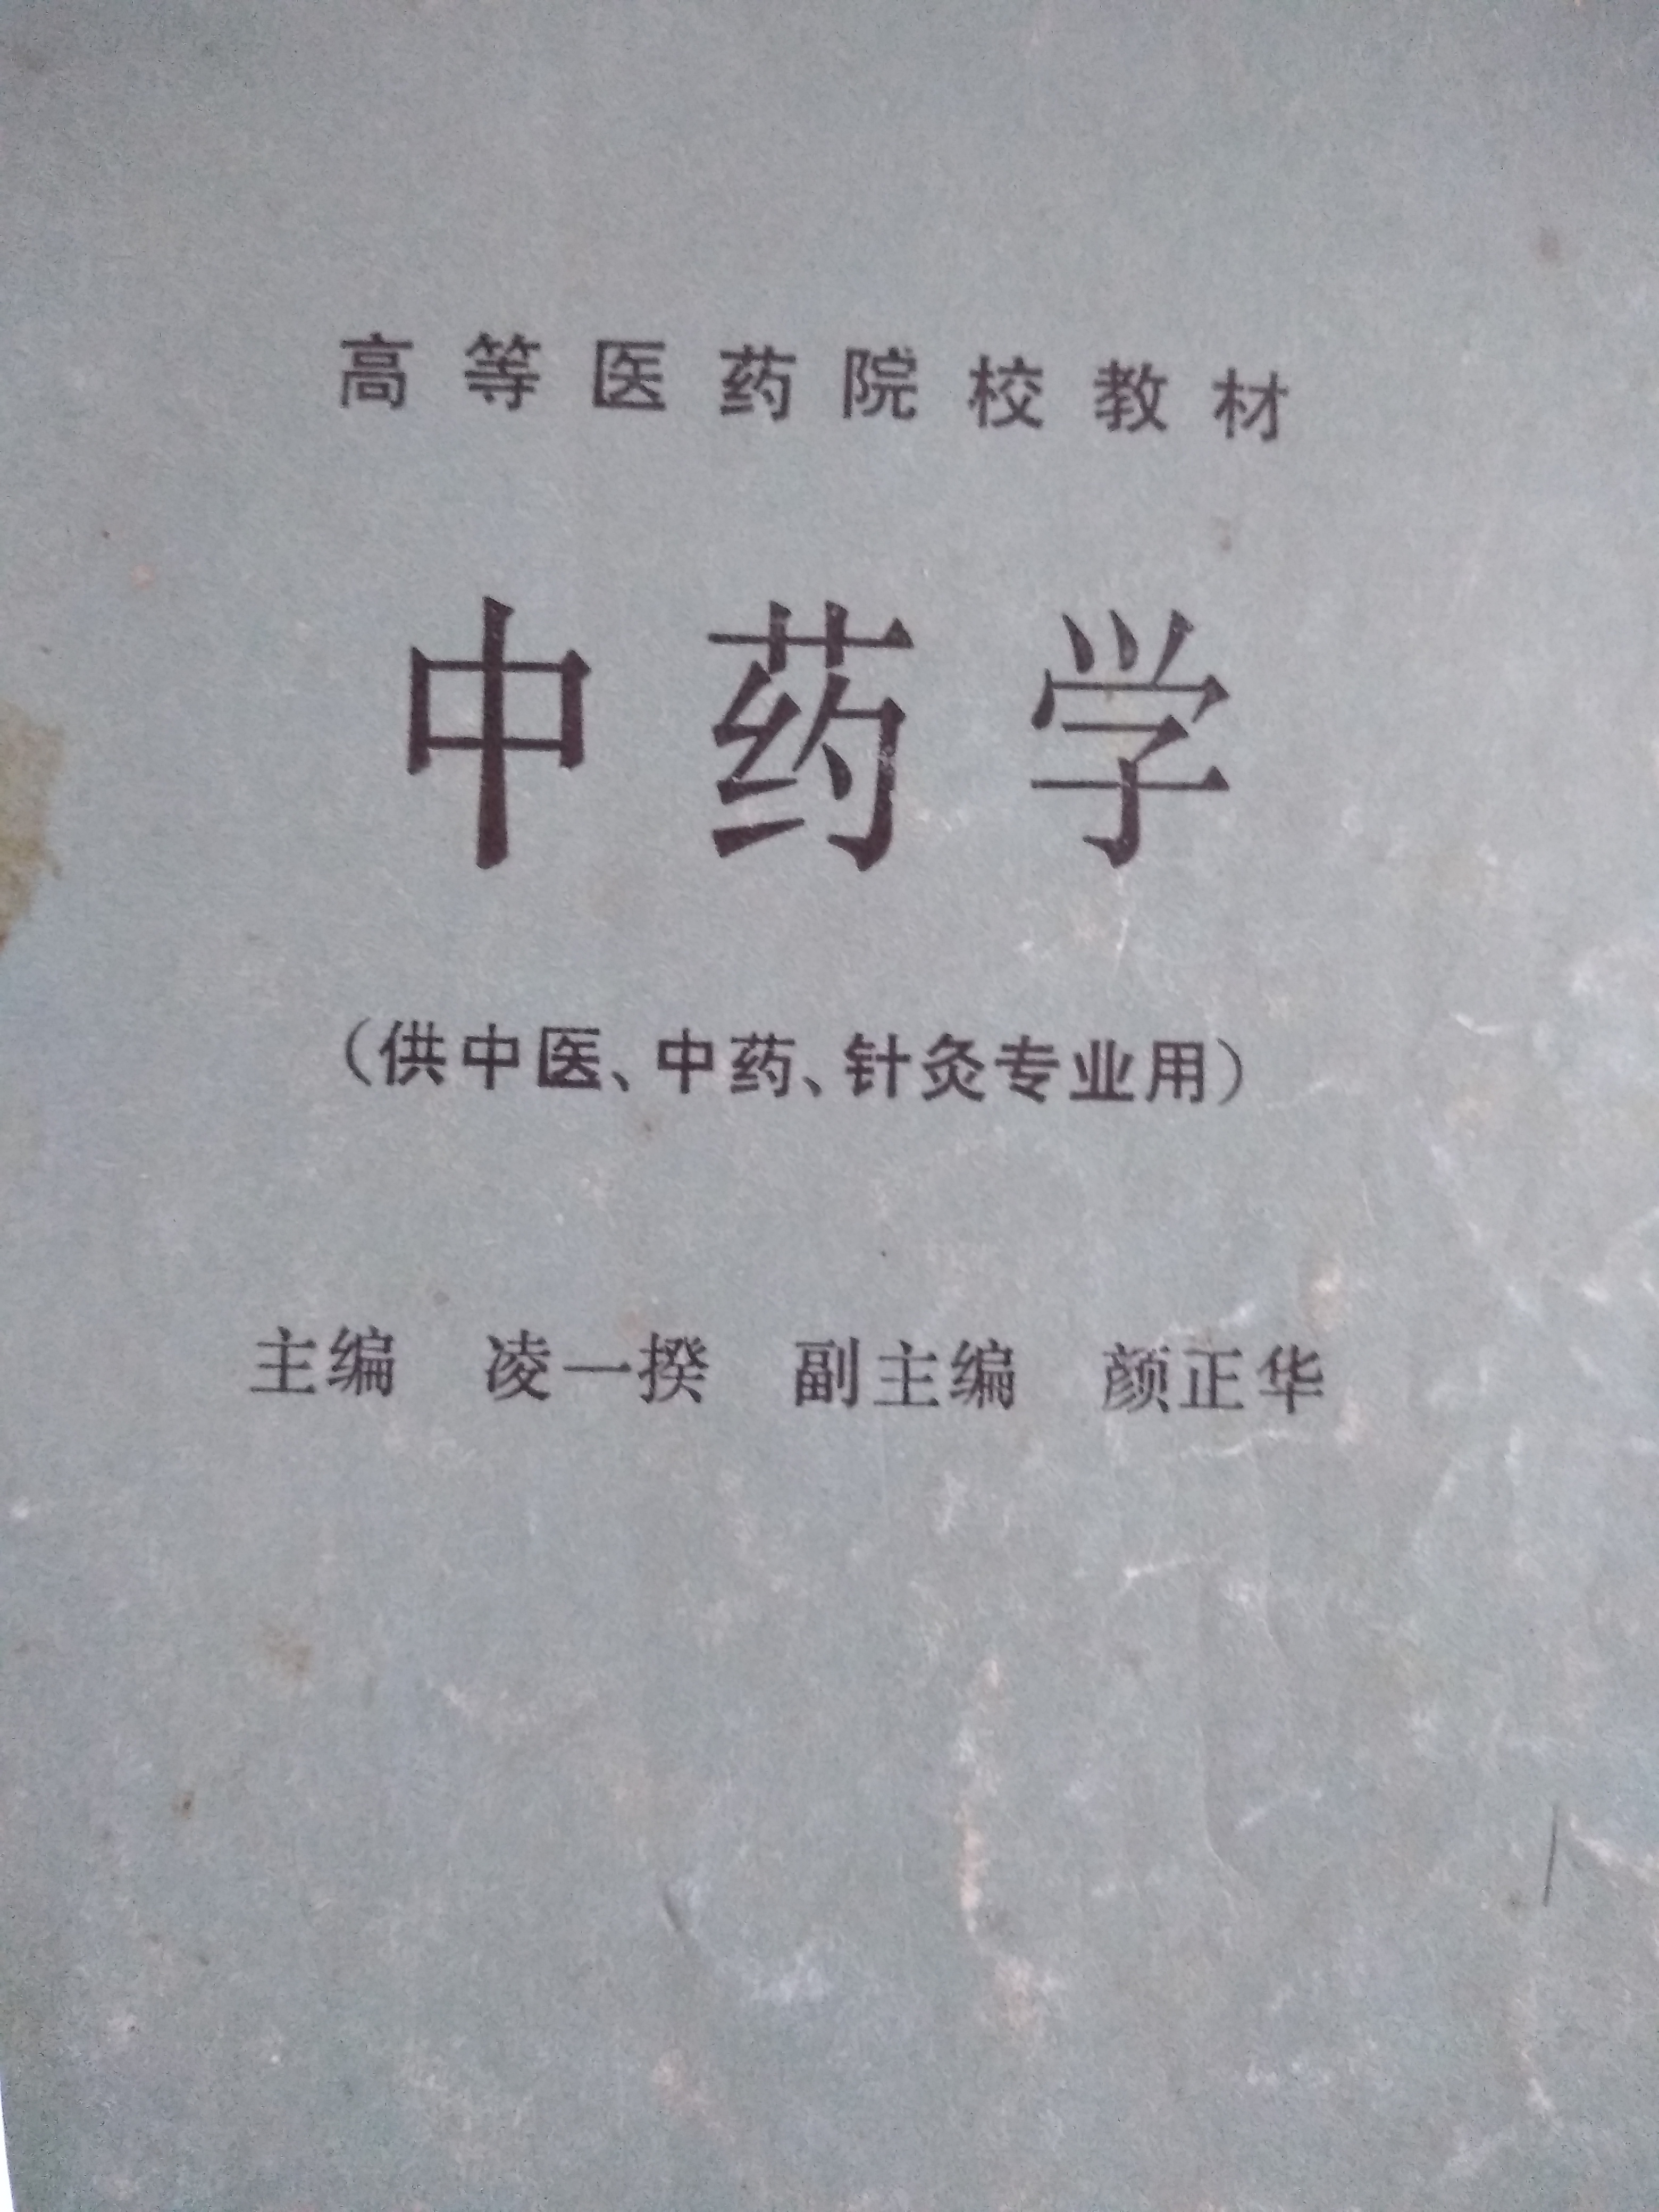 高等医药院校教材
中药学
（供中医、中药、针灸专业用）
主编 凌一揆 副主编 颜正华